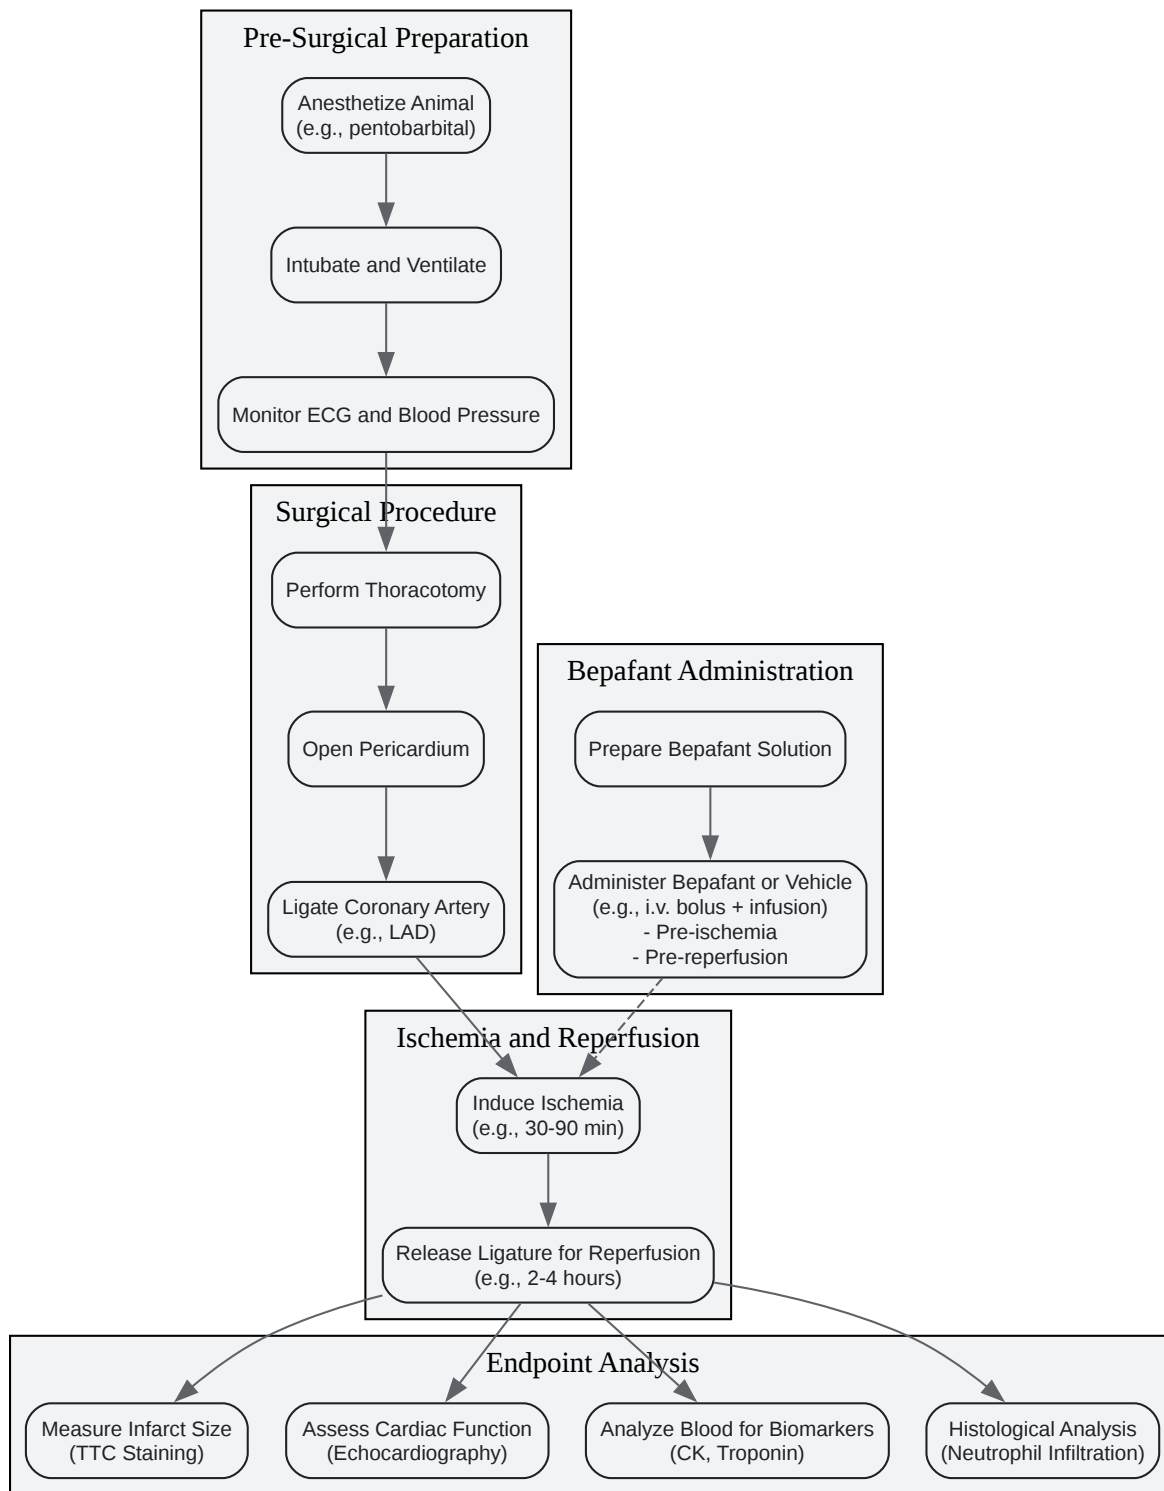 Pre-Surgical Preparation
Anesthetize Animal
(e.g., pentobarbital)
Intubate and Ventilate
Monitor ECG and Blood Pressure
Surgical Procedure
Perform Thoracotomy
Open Pericardium
Ligate Coronary Artery
(e.g., LAD)
Bepafant Administration
Prepare Bepafant Solution
Administer Bepafant or Vehicle
(e.g., i.v. bolus + infusion)
- Pre-ischemia
- Pre-reperfusion
Ischemia and Reperfusion
Induce Ischemia
(e.g., 30-90 min)
Release Ligature for Reperfusion
(e.g., 2-4 hours)
Endpoint Analysis
Measure Infarct Size
(TTC Staining)
Assess Cardiac Function
(Echocardiography)
Analyze Blood for Biomarkers
(CK, Troponin)
Histological Analysis
(Neutrophil Infiltration)